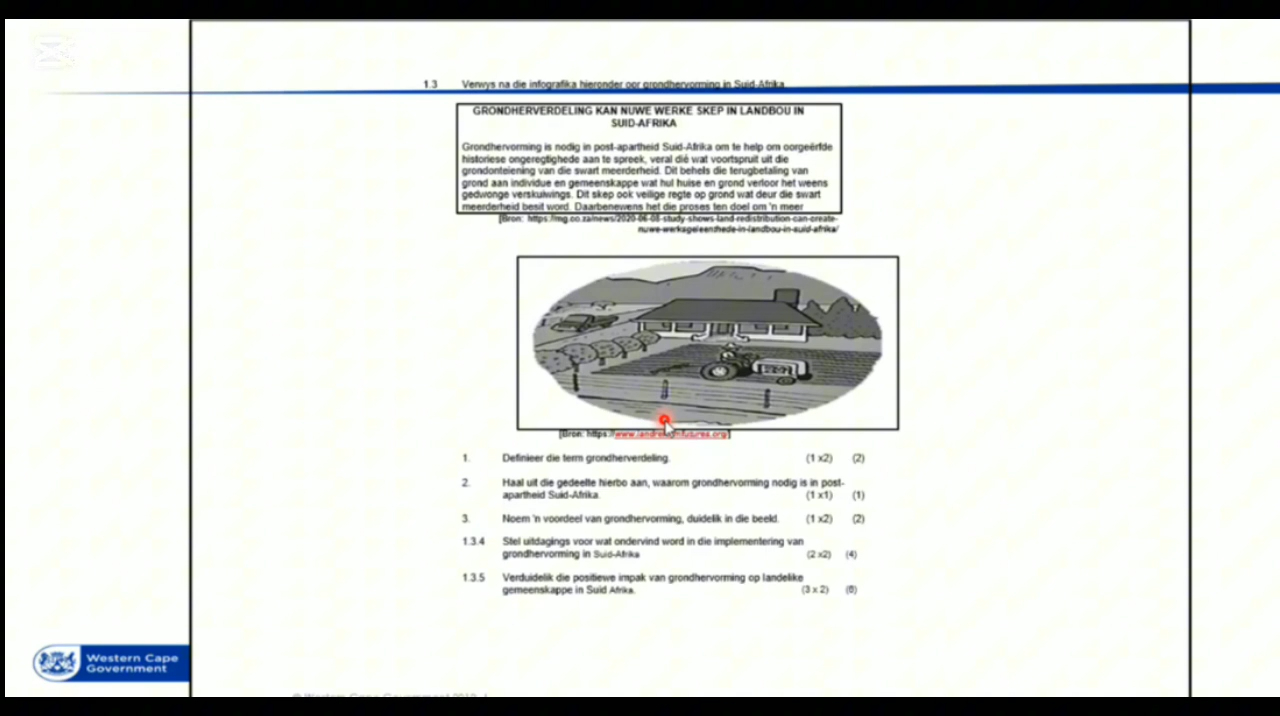 1.3 Verwys na die infografika hieronder oor grondhervorming in Suid-Afrika
GRONDHERVERDELING KAN NUWE WERKE SKEP IN LANDBOU IN
SUID-AFRIKA
Grondhervorming is nodig in post-apartheid Suid-Afrika om te help om oorgeërfde
historiese ongeregtighede aan te spreek, veral dié wat voortspruit uit die
grondonteiening van die swart meerderheid. Dit behels die terugbetaling van
grond aan individue en gemeenskappe wat hul huise en grond verloor het weens
gedwonge verskuiwings. Dit skep ook veilige regte op grond wat deur die swart
meerderheid besit word. Daarbenewens het die proses ten doel om 'n meer
[Bron: https://mg.co.za/news/2020-06-08-study-shows-land-redistribution-can-create-
nuwe-werksgeleenthede-in-landbou-in-suid-afrika/
[Bron: https://
1. Definieer die term grondherverdeling. (1 x2) (2)
2. Haal uit die gedeelte hierbo aan, waarom grondhervorming nodig is in post-
apartheid Suid-Afrika (1 x1) (1)
3. Noem 'n voordeel van grondhervorming, duidelik in die beeld. (1 x2) (2)
1.3.4 Stel uitdagings voor wat ondervind word in die implementering van
grondhervorming in Suid-Afrika (2 x2) (4)
1.3.5 Verduidelik die positiewe impak van grondhervorming op landelike
gemeenskappe in Suid Afrika. (3 x 2) (6)
Western Cape
Government